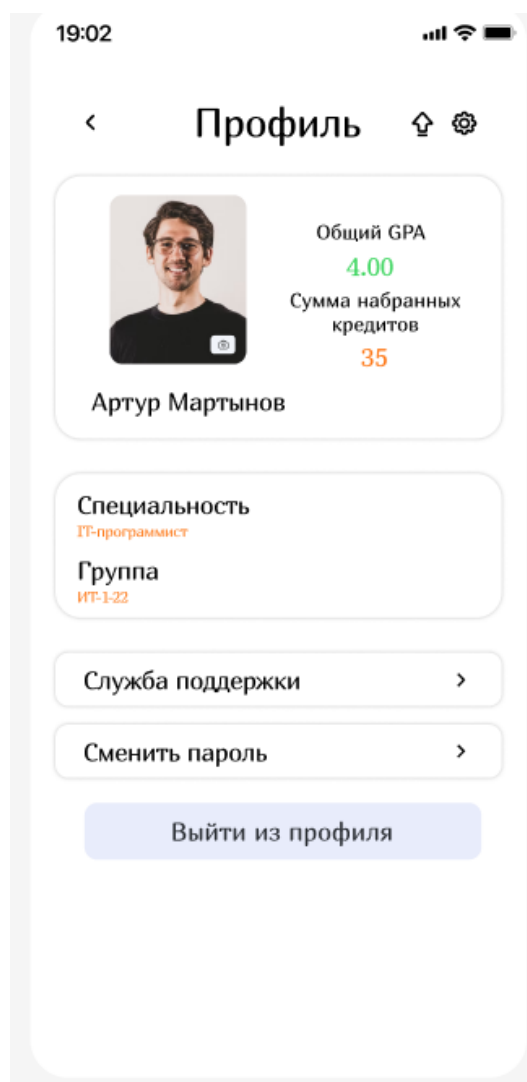 19:02
Профиль
Общий GPA
4.00
Сумма набранных
кредитов
35
Артур Мартынов
Специальность
IT-программист
Группа
ИТ-1-22
Служба поддержки
Сменить пароль
Выйти из профиля